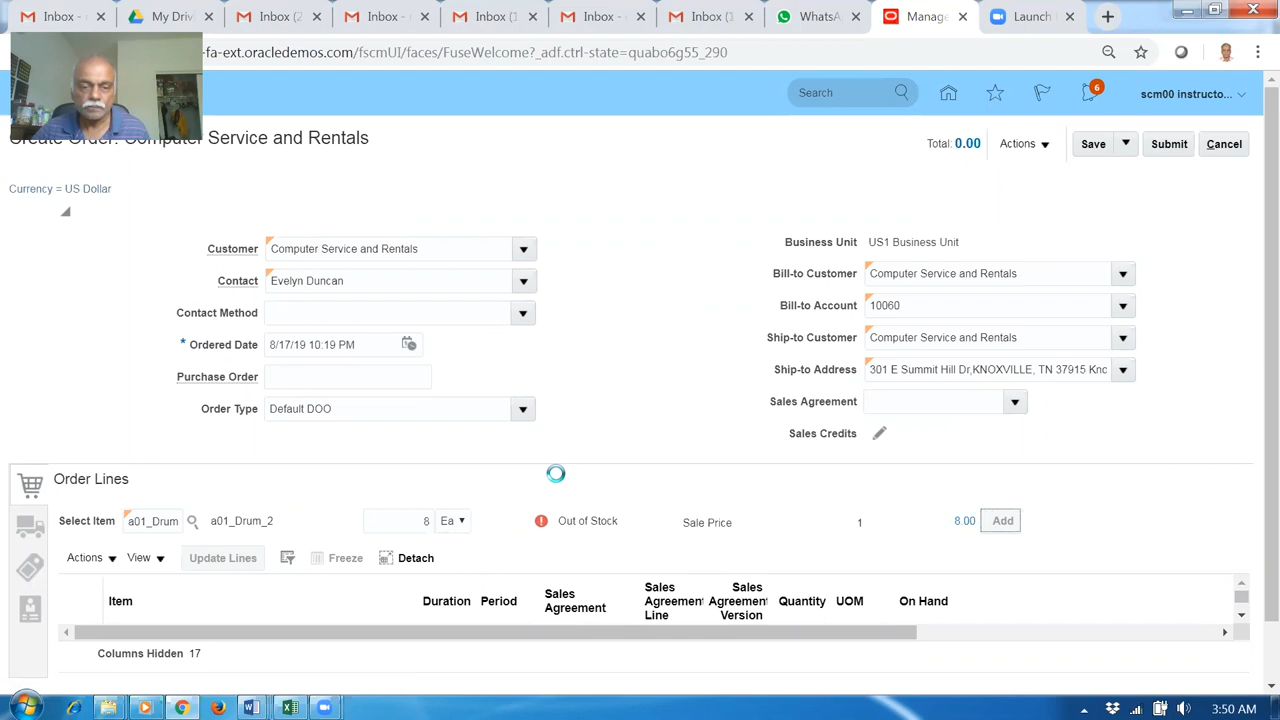 Inbox -
My D
Inbox (
Inbox -
Inbox (
Inbox -
Inbox (1
WhatsA
Manage
Launch
-fa-ext.oracledemos.com/fscmUI/faces/FuseWelcome?_adf.ctrl-state=quabo6g55_290
Search
6
scm00 instructo...
Create Order: Computer Service and Rentals
Total: 0.00
Actions
Save
Submit
Cancel
Currency = US Dollar
Customer Computer Service and Rentals
Contact Evelyn Duncan
Contact Method
* Ordered Date 8/17/19 10:19 PM
Purchase Order
Order Type Default DOO
Business Unit US1 Business Unit
Bill-to Customer Computer Service and Rentals
Bill-to Account 10060
Ship-to Customer Computer Service and Rentals
Ship-to Address 301 E Summit Hill Dr,KNOXVILLE, TN 37915 Knc
Sales Agreement
Sales Credits
Order Lines
Select Item a01_Drum a01_Drum_2 8 Ea Out of Stock Sale Price 1 8.00 Add
Actions View Update Lines Freeze Detach
Item
Duration
Period
Sales Agreement
Sales Agreement Line
Sales Agreement Version
Quantity
UOM
On Hand
Columns Hidden 17
3:50 AM